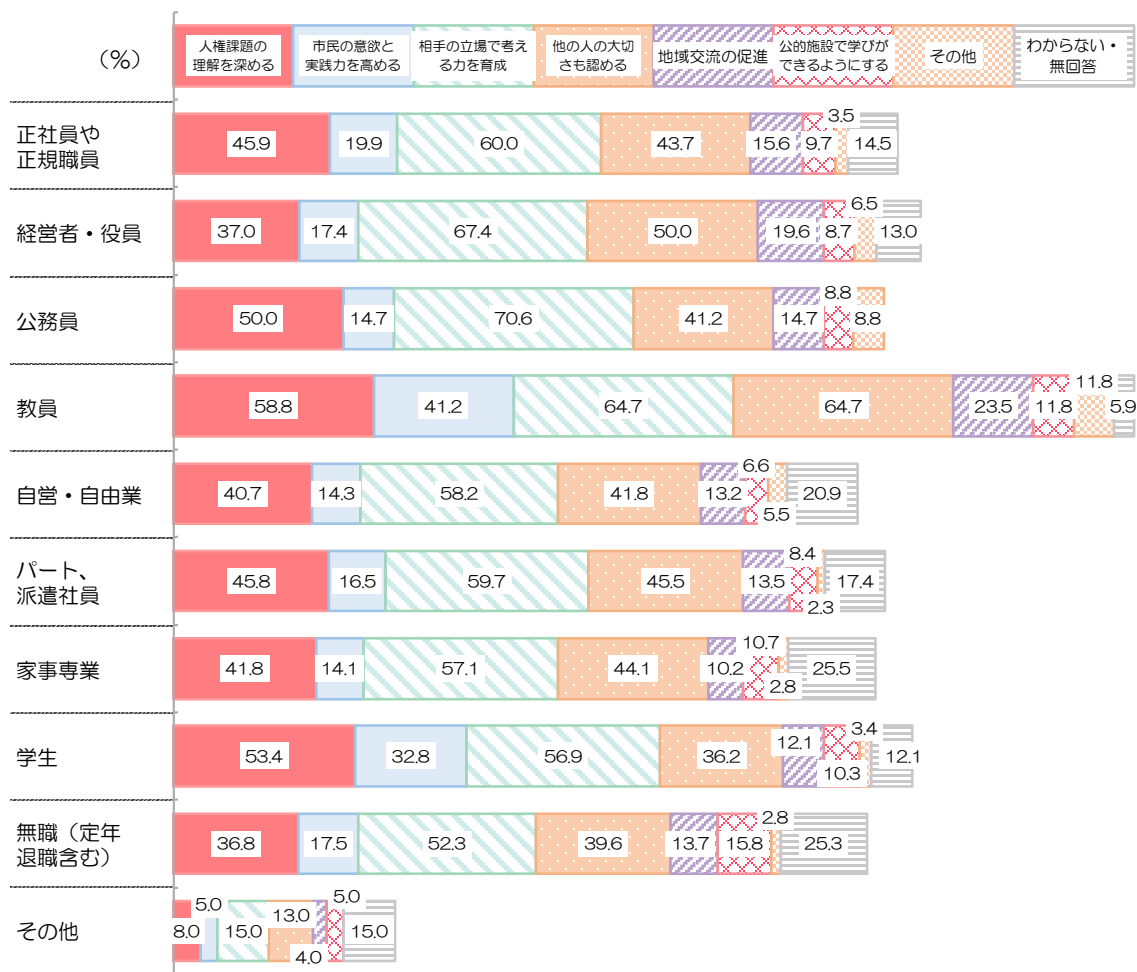 (%)
人権課題の
理解を深める
市民の意欲と
実践力を高める
相手の立場で考え
る力を育成
他の人の大切
さも認める
地域交流の促進
公的施設で学びが
できるようにする
その他
わからない・
無回答
正社員や
正規職員
45.9 19.9 60.0 43.7 15.6 9.7 3.5 14.5
経営者・役員
37.0 17.4 67.4 50.0 19.6 8.7 6.5 13.0
公務員
50.0 14.7 70.6 41.2 14.7 8.8 8.8
教員
58.8 41.2 64.7 64.7 23.5 11.8 11.8 5.9
自営・自由業
40.7 14.3 58.2 41.8 13.2 5.5 6.6 20.9
パート、
派遣社員
45.8 16.5 59.7 45.5 13.5 8.4 2.3 17.4
家事専業
41.8 14.1 57.1 44.1 10.2 10.7 2.8 25.5
学生
53.4 32.8 56.9 36.2 12.1 10.3 3.4 12.1
無職（定年
退職含む）
36.8 17.5 52.3 39.6 13.7 15.8 2.8 25.3
その他
8.0 5.0 15.0 13.0 4.0 5.0 15.0